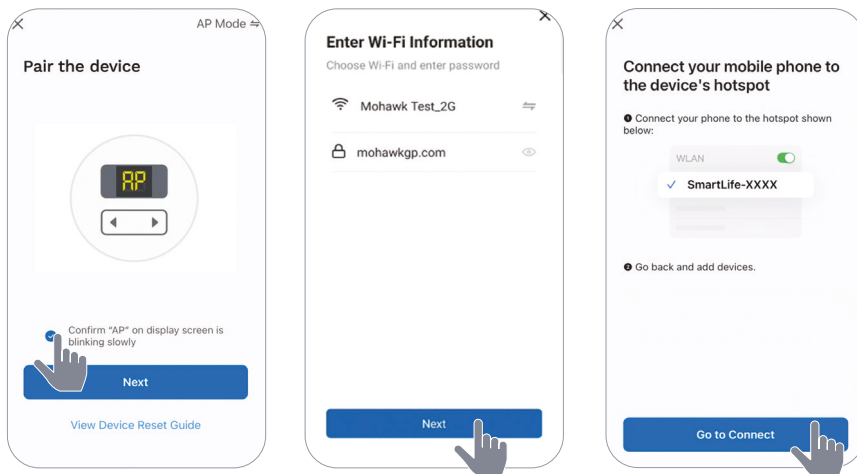 AP Mode
Pair the device
AP
Confirm “AP” on display screen is
blinking slowly
Next
View Device Reset Guide
Enter Wi-Fi Information
Choose Wi-Fi and enter password
Mohawk Test_2G
mohawkgp.com
Next
Connect your mobile phone to
the device's hotspot
❶ Connect your phone to the hotspot shown
below:
WLAN
SmartLife-XXXX
❷ Go back and add devices.
Go to Connect